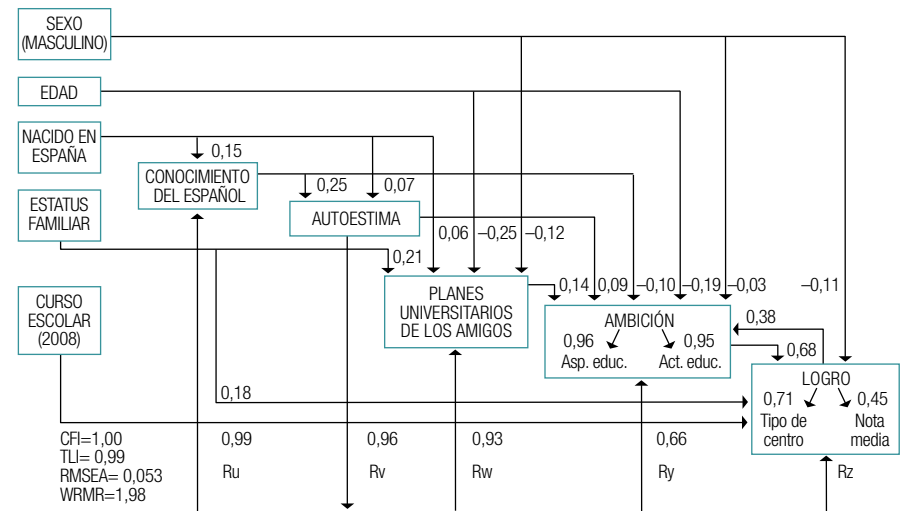 SEXO
(MASCULINO)
EDAD
NACIDO EN
ESPAÑA
0,15
CONOCIMIENTO
DEL ESPAÑOL
0,25
0,07
ESTATUS
FAMILIAR
AUTOESTIMA
0,06
–0,25
–0,12
0,21
CURSO
ESCOLAR
(2008)
PLANES
UNIVERSITARIOS
DE LOS AMIGOS
0,14
0,09
–0,10
–0,19
–0,03
–0,11
AMBICIÓN
0,96
0,95
Asp. educ.
Act. educ.
0,38
0,68
LOGRO
0,71
0,45
Tipo de
centro
Nota
media
0,18
CFI=1,00
TLI= 0,99
RMSEA= 0,053
WRMR=1,98
0,99
0,96
0,93
0,66
Ru
Rv
Rw
Ry
Rz